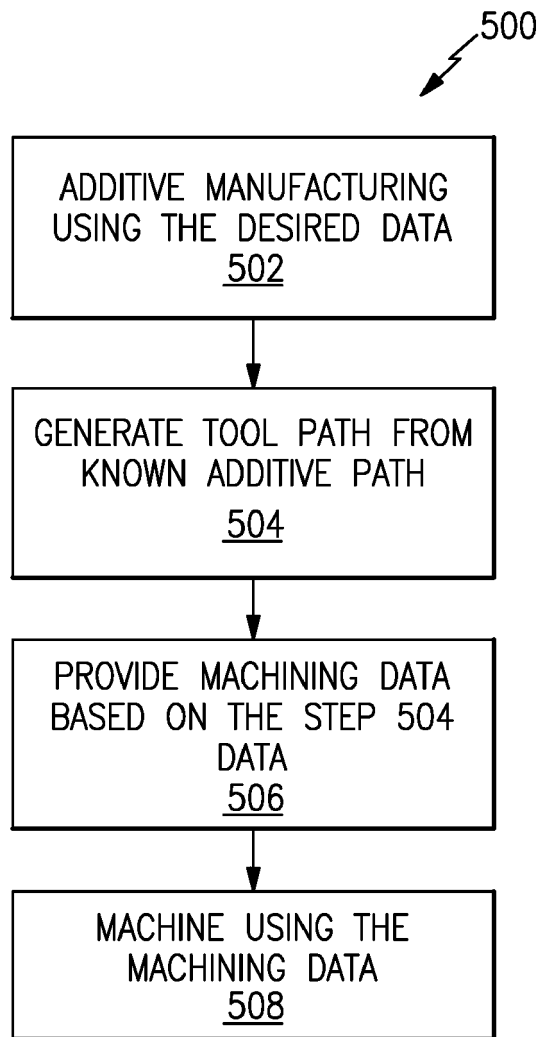 500
ADDITIVE MANUFACTURING
USING THE DESIRED DATA
502
GENERATE TOOL PATH FROM
KNOWN ADDITIVE PATH
504
PROVIDE MACHINING DATA
BASED ON THE STEP 504
DATA
506
MACHINE USING THE
MACHINING DATA
508